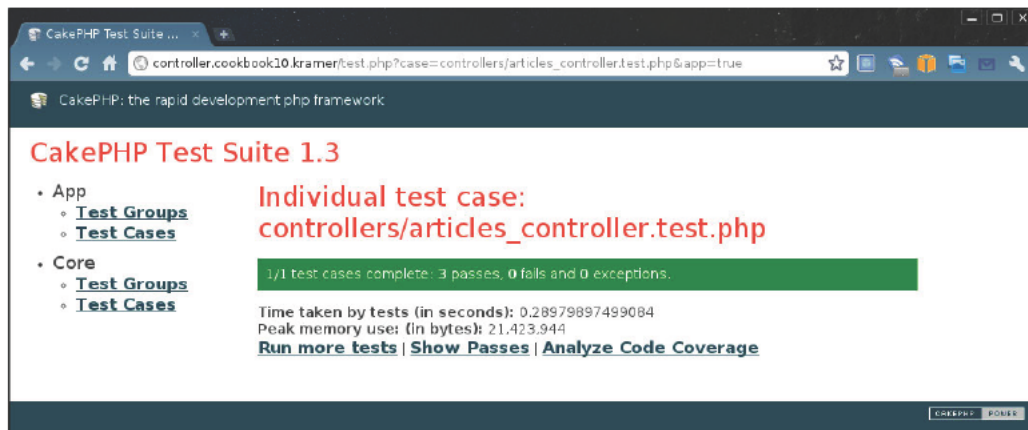 CakePHP Test Suite ...
controller.cookbook10.kramer/test.php?case=controllers/articles_controller.test.php&app=true
CakePHP: the rapid development php framework
CakePHP Test Suite 1.3
App
Test Groups
Test Cases
Core
Test Groups
Test Cases
Individual test case:
controllers/articles_controller.test.php
1/1 test cases complete: 3 passes, 0 fails and 0 exceptions.
Time taken by tests (in seconds): 0.28979897499084
Peak memory use: (in bytes): 21,423,944
Run more tests | Show Passes | Analyze Code Coverage
CAKEPHP POWER